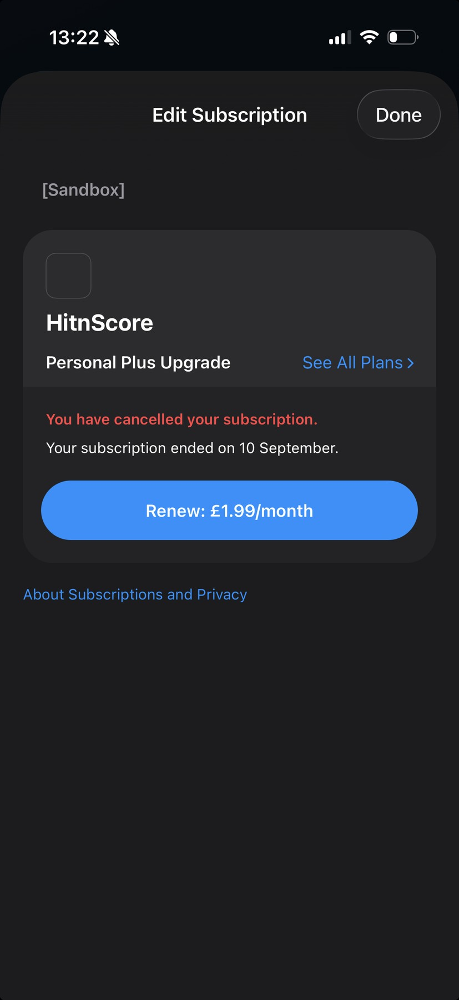 13:22
Edit Subscription
Done
[Sandbox]
HitnScore
Personal Plus Upgrade
See All Plans
You have cancelled your subscription.
Your subscription ended on 10 September.
Renew: £1.99/month
About Subscriptions and Privacy